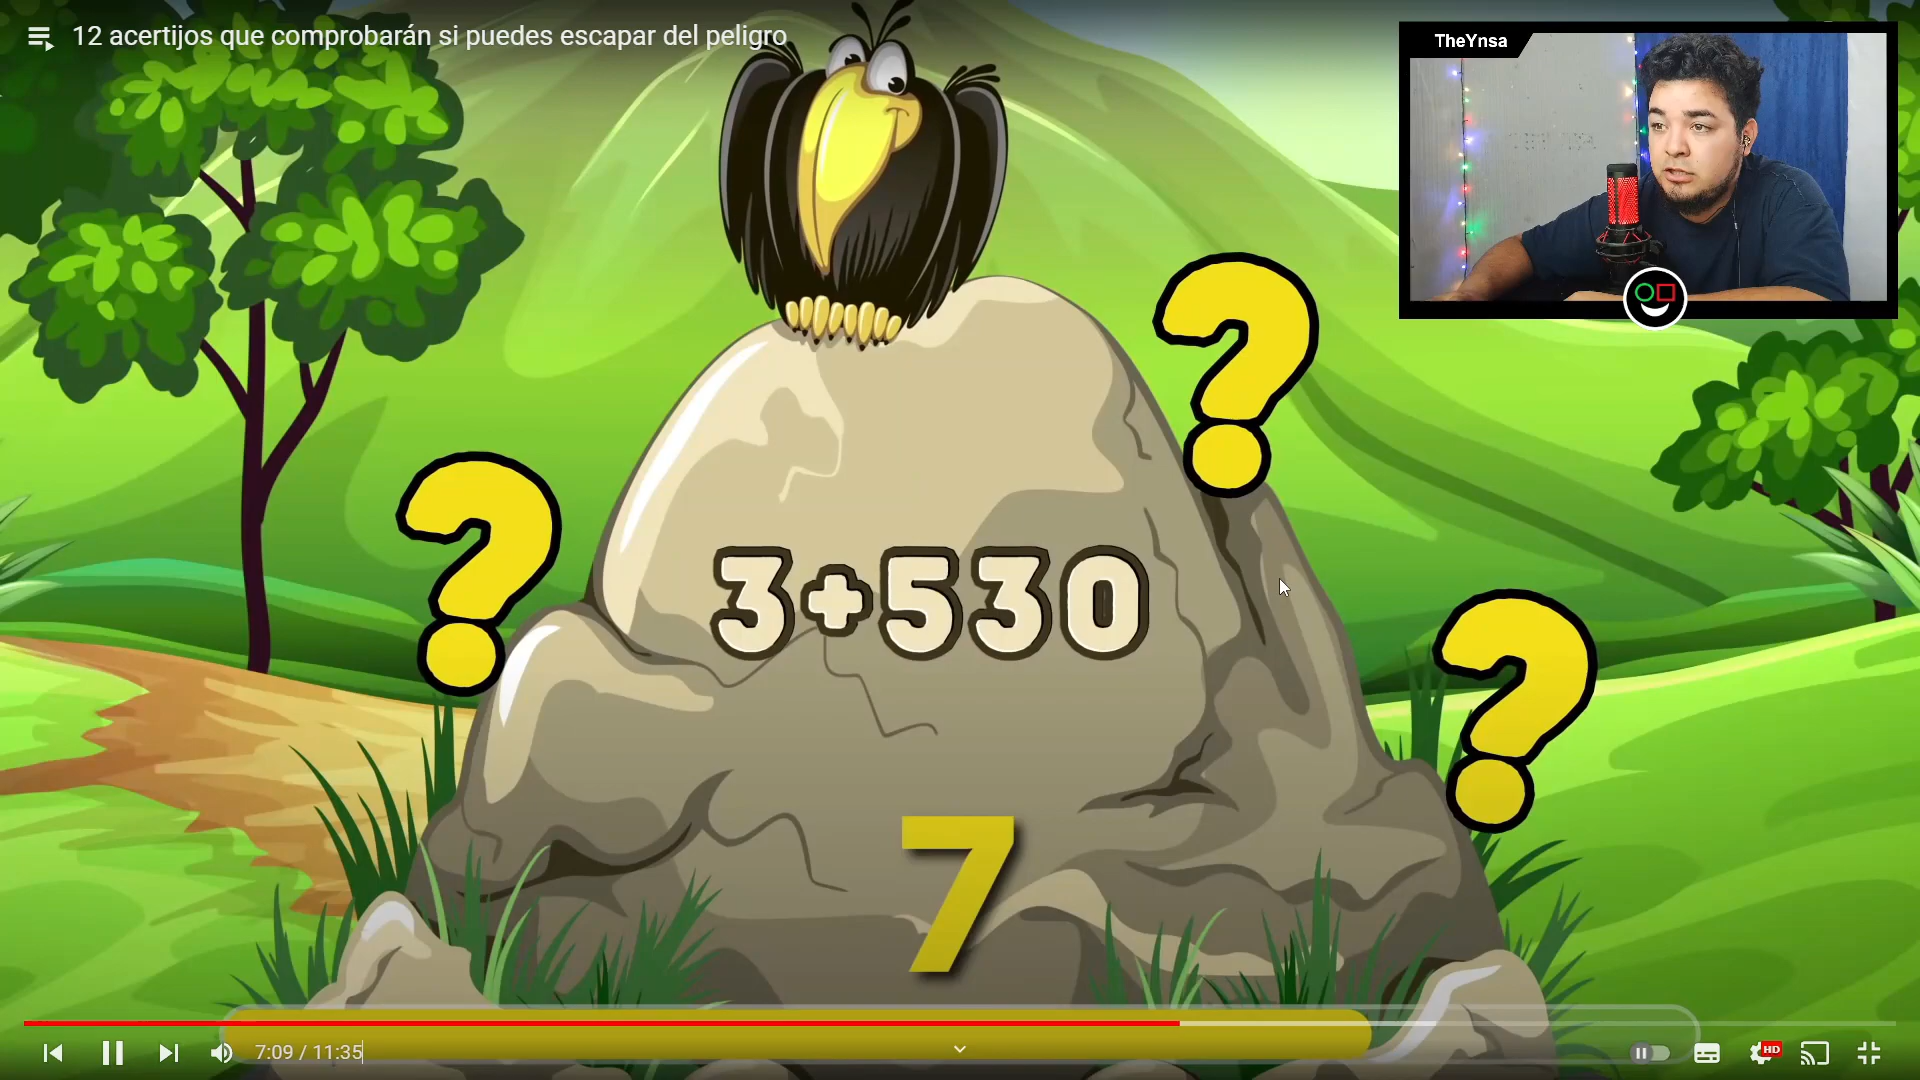 12 acertijos que comprobarán si puedes escapar del peligro
TheYnsa
3+530
7
7:09 / 11:35
HD